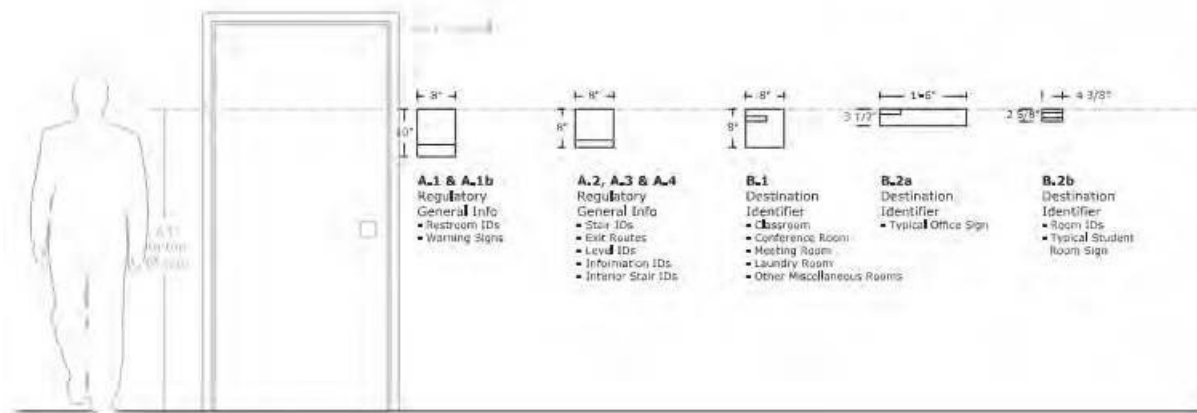 8"
10"
A.1 & A.1b
Regulatory
General Info
- Restroom IDs
- Warning Signs
8"
8"
A.2, A.3 & A.4
Regulatory
General Info
- Stair IDs
- Exit Routes
- Level IDs
- Information IDs
- Interior Stair IDs
8"
8"
B.1
Destination
Identifier
- Classroom
- Conference Room
- Meeting Room
- Laundry Room
- Other Miscellaneous Rooms
1'-6"
3 1/2"
B.2a
Destination
Identifier
- Typical Office Sign
4 3/8"
2 5/8"
B.2b
Destination
Identifier
- Room IDs
- Typical Student
Room Sign